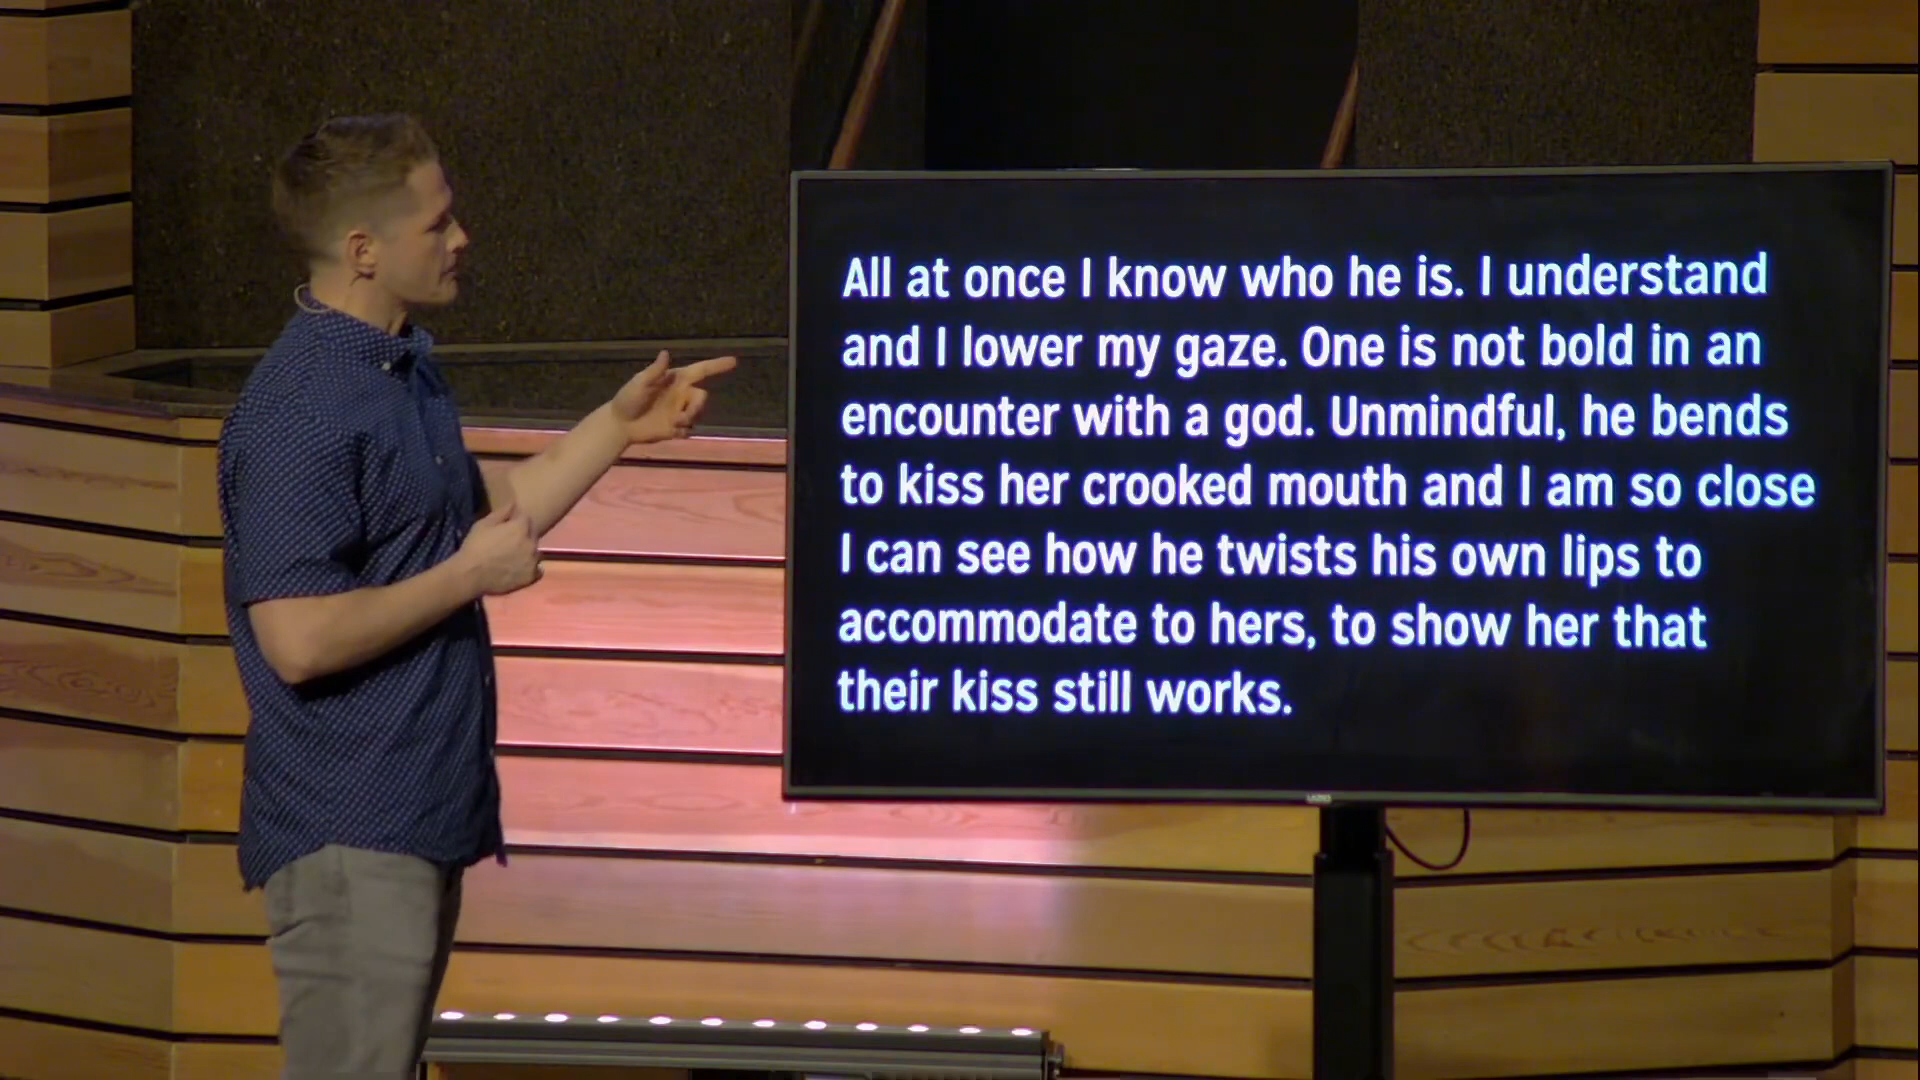 All at once I know who he is. I understand
and I lower my gaze. One is not bold in an
encounter with a god. Unmindful, he bends
to kiss her crooked mouth and I am so close
I can see how he twists his own lips to
accommodate to hers, to show her that
their kiss still works.